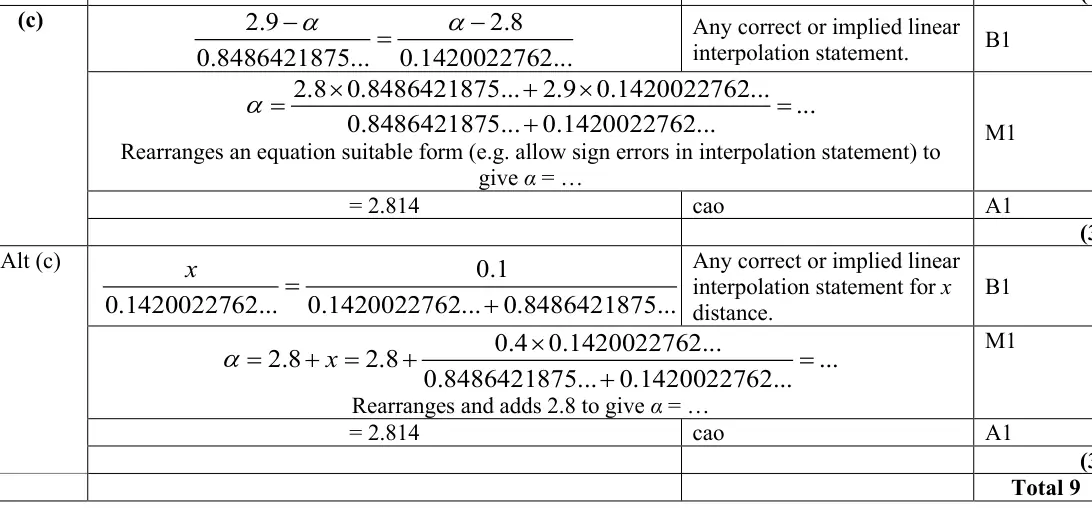 (c)
(2.9 − α)/(0.8486421875...) = (α − 2.8)/(0.1420022762...)
Any correct or implied linear
interpolation statement.
B1
α = (2.8 × 0.8486421875... + 2.9 × 0.1420022762...)/(0.8486421875... + 0.1420022762...) = ...
Rearranges an equation suitable form (e.g. allow sign errors in interpolation statement) to
give α = …
M1
= 2.814
cao
A1
(3
Alt (c)
x/(0.1420022762...) = 0.1/(0.1420022762... + 0.8486421875...)
Any correct or implied linear
interpolation statement for x
distance.
B1
α = 2.8 + x = 2.8 + (0.4 × 0.1420022762...)/(0.8486421875... + 0.1420022762...) = ...
Rearranges and adds 2.8 to give α = …
M1
= 2.814
cao
A1
(3
Total 9